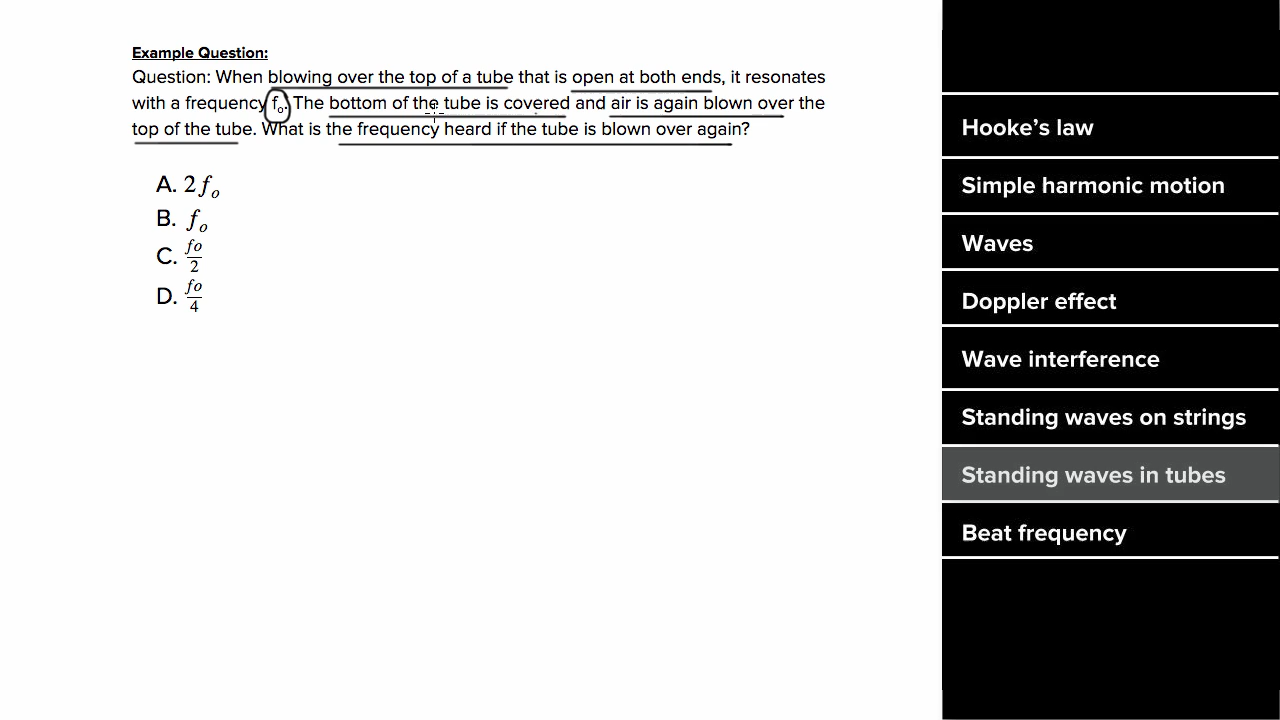 Example Question:
Question: When blowing over the top of a tube that is open at both ends, it resonates
with a frequency fo. The bottom of the tube is covered and air is again blown over the
top of the tube. What is the frequency heard if the tube is blown over again?
A. 2fo
B. fo
C. fo/2
D. fo/4
Hooke's law
Simple harmonic motion
Waves
Doppler effect
Wave interference
Standing waves on strings
Standing waves in tubes
Beat frequency